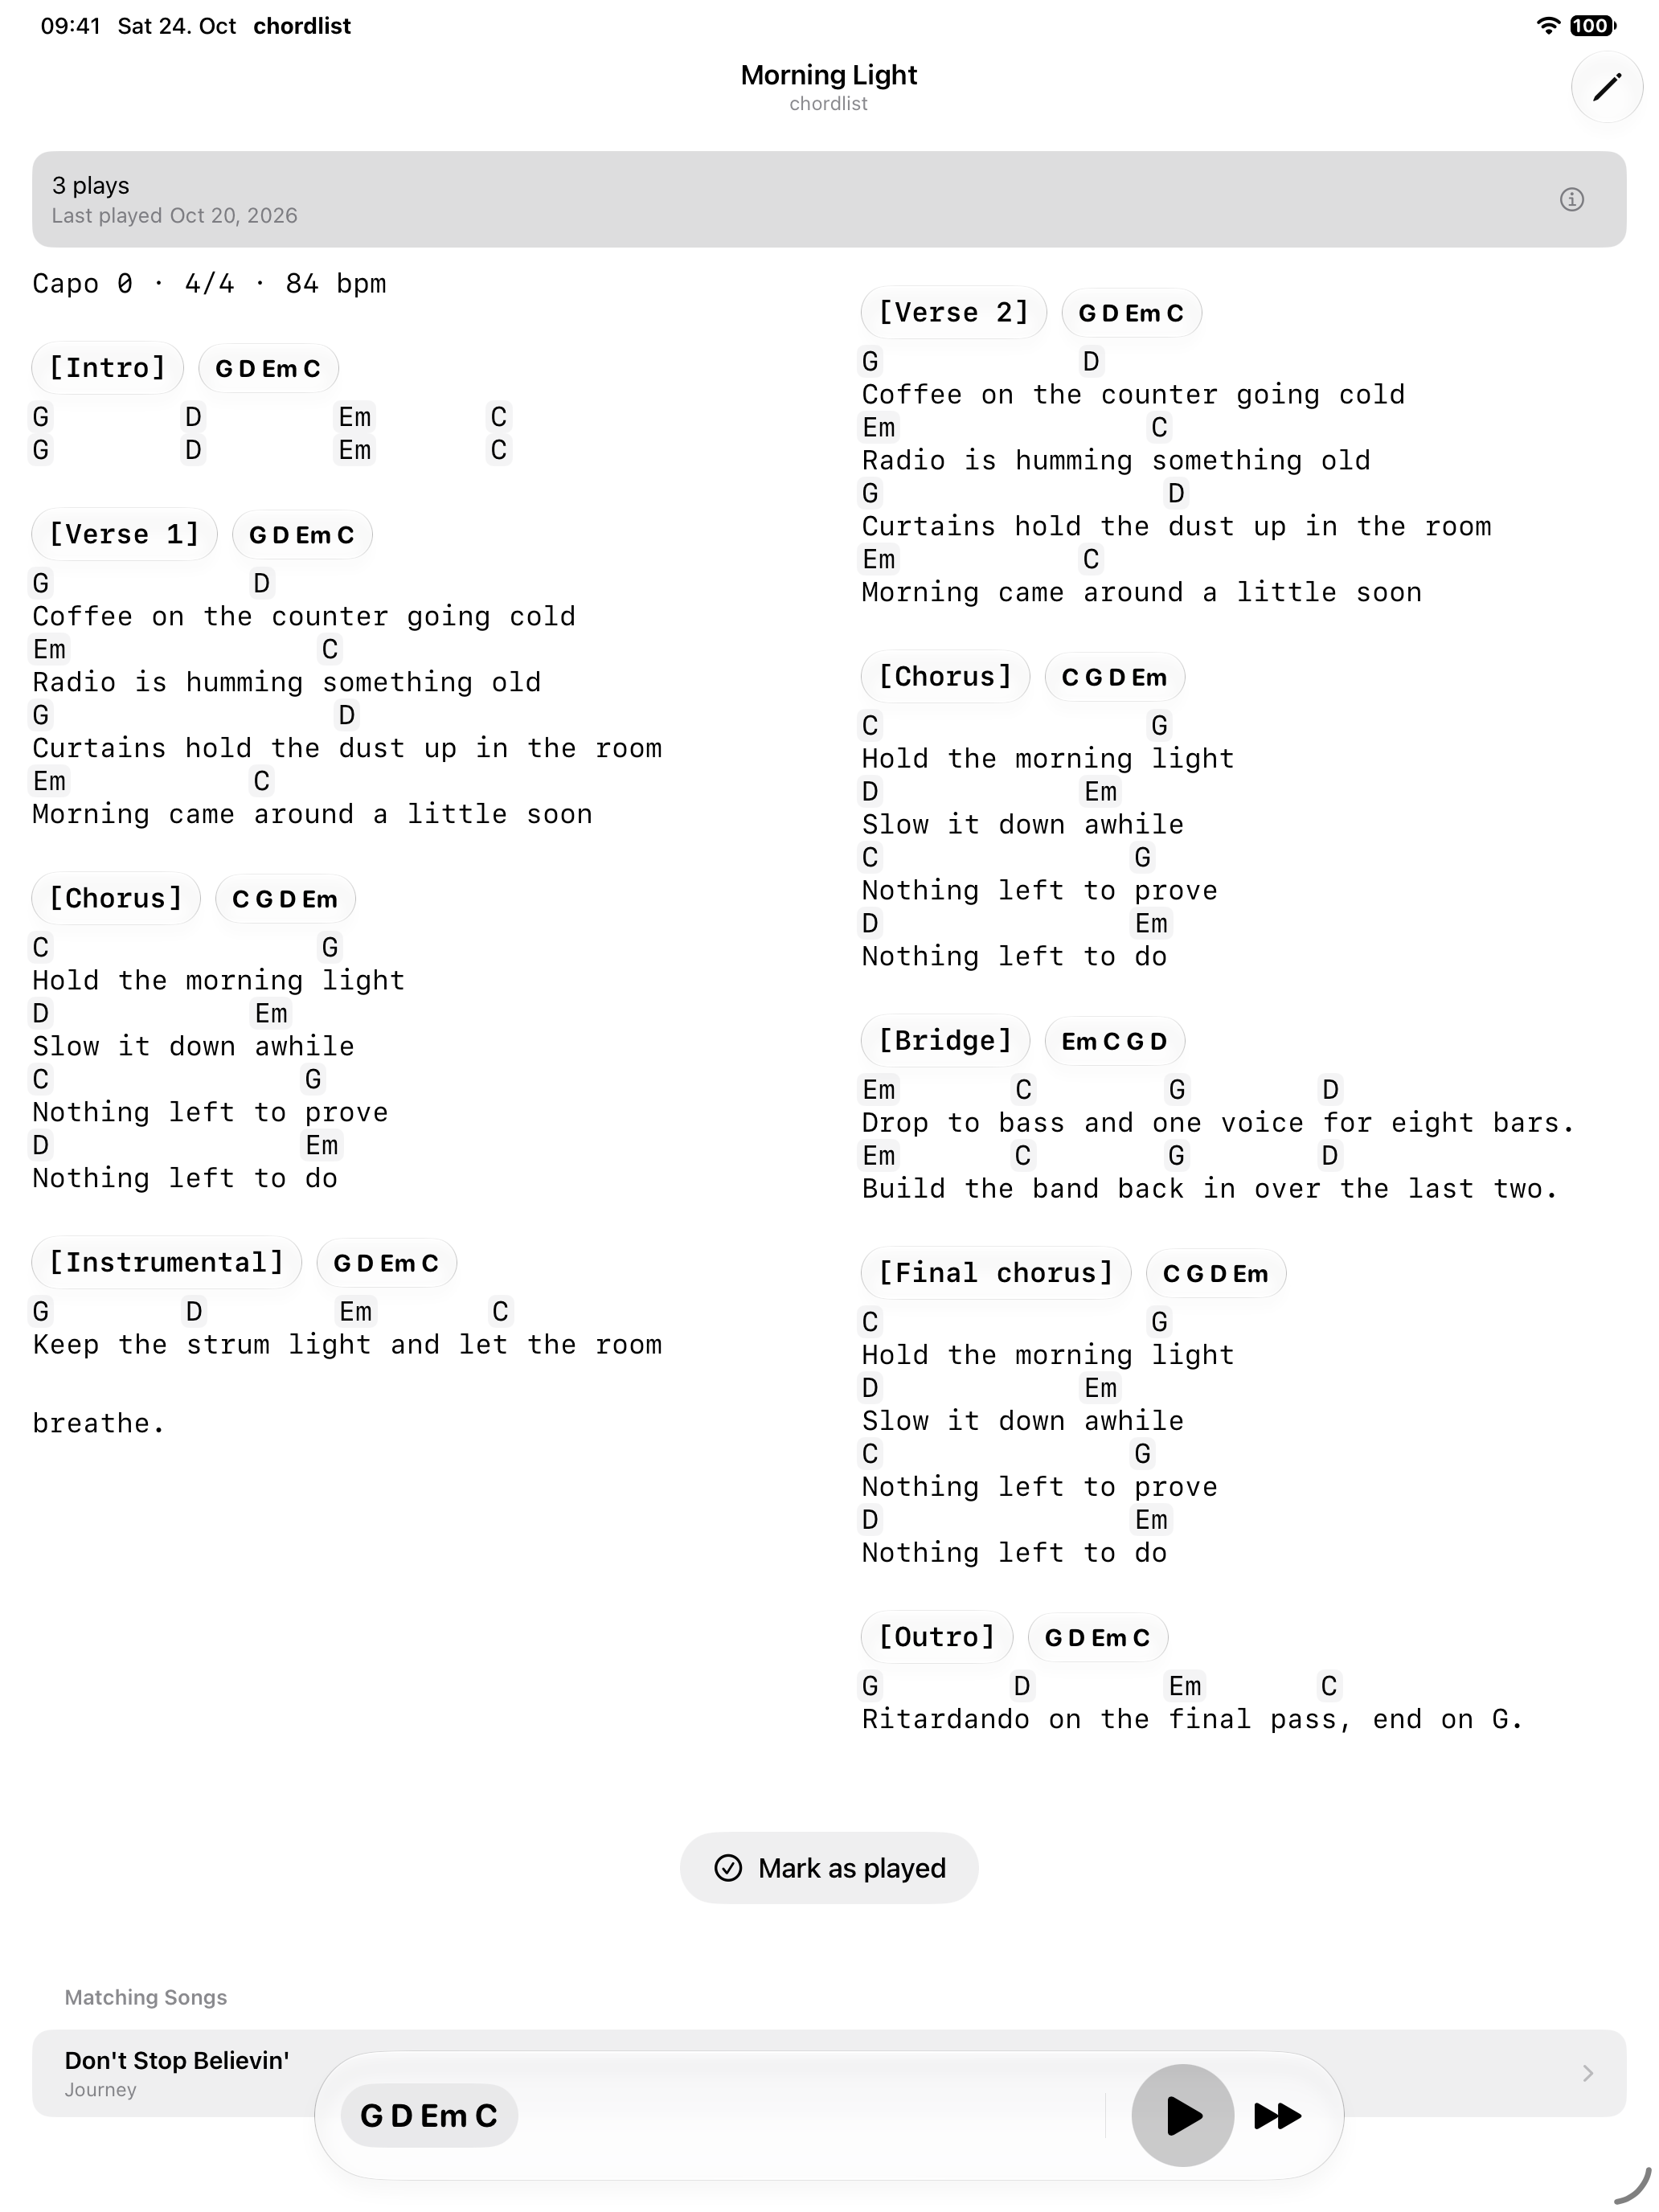 09:41 Sat 24. Oct chordlist
100
Morning Light
chordlist
3 plays
Last played Oct 20, 2026
Capo 0 · 4/4 · 84 bpm
[Intro] G D Em C
G D Em C
G D Em C
[Verse 1] G D Em C
G D
Coffee on the counter going cold
Em C
Radio is humming something old
G D
Curtains hold the dust up in the room
Em C
Morning came around a little soon
[Chorus] C G D Em
C G
Hold the morning light
D Em
Slow it down awhile
C G
Nothing left to prove
D Em
Nothing left to do
[Instrumental] G D Em C
G D Em C
Keep the strum light and let the room
breathe.
[Verse 2] G D Em C
G D
Coffee on the counter going cold
Em C
Radio is humming something old
G D
Curtains hold the dust up in the room
Em C
Morning came around a little soon
[Chorus] C G D Em
C G
Hold the morning light
D Em
Slow it down awhile
C G
Nothing left to prove
D Em
Nothing left to do
[Bridge] Em C G D
Em C G D
Drop to bass and one voice for eight bars.
Em C G D
Build the band back in over the last two.
[Final chorus] C G D Em
C G
Hold the morning light
D Em
Slow it down awhile
C G
Nothing left to prove
D Em
Nothing left to do
[Outro] G D Em C
G D Em C
Ritardando on the final pass, end on G.
Mark as played
Matching Songs
Don't Stop Believin'
Journey
G D Em C